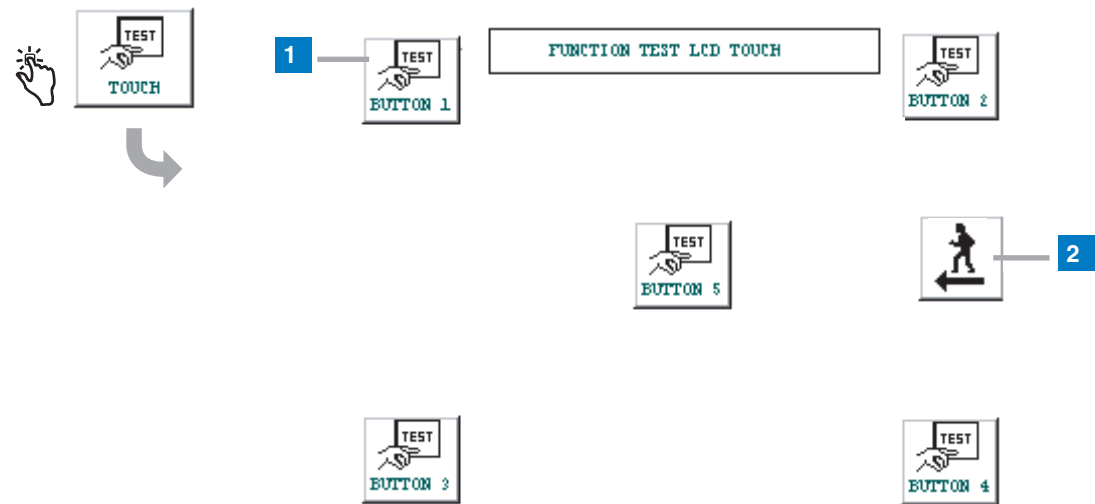 TEST
TOUCH
1
TEST
BUTTON 1
FUNCTION TEST LCD TOUCH
TEST
BUTTON 2
TEST
BUTTON 5
2
TEST
BUTTON 3
TEST
BUTTON 4